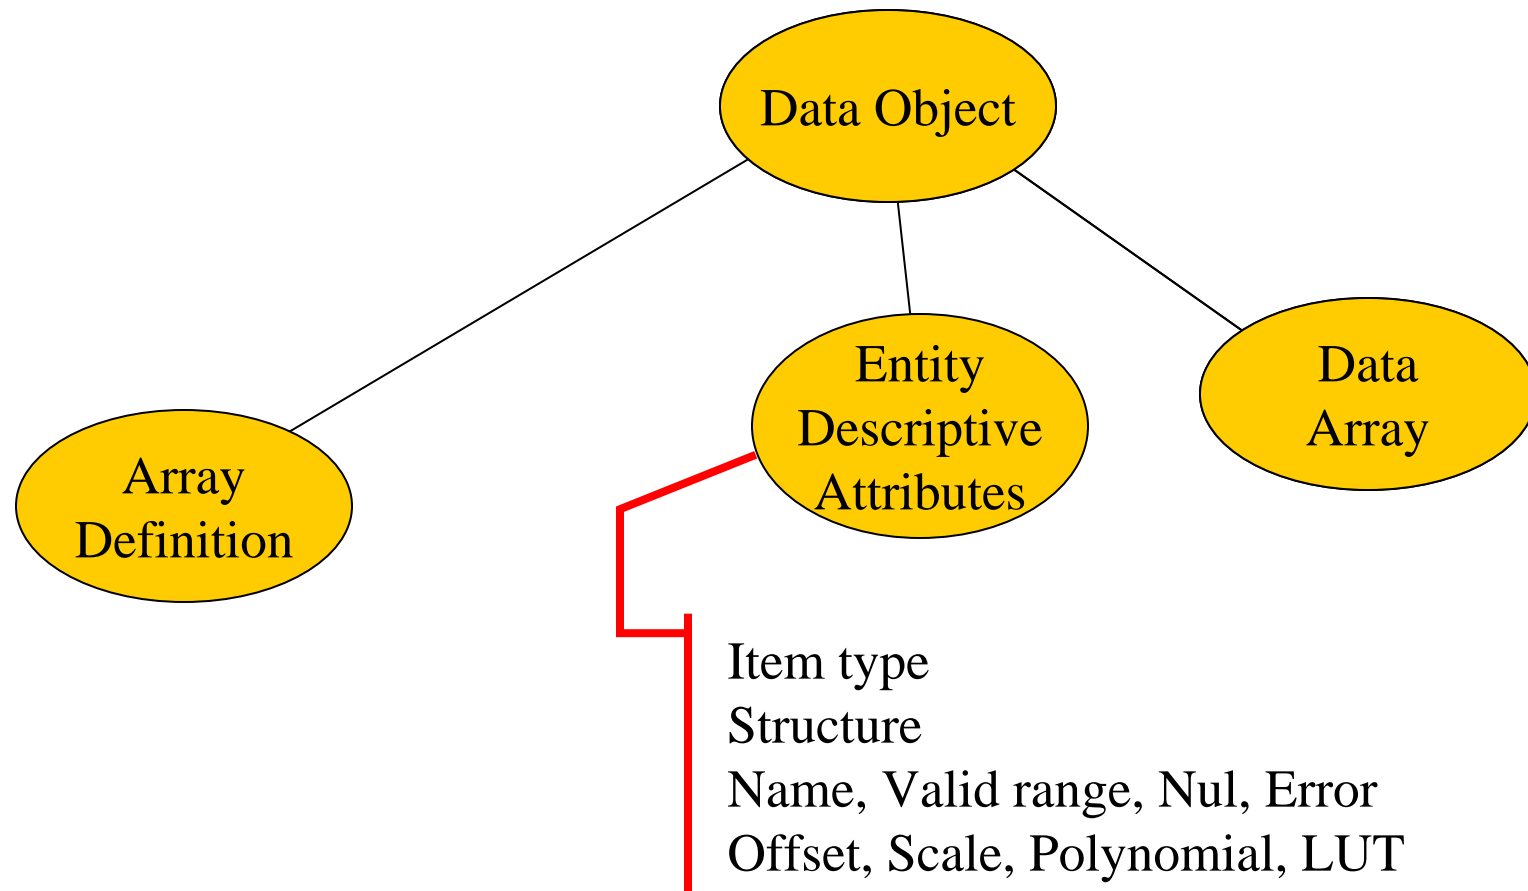 Data Object
Entity
Descriptive
Attributes
Data
Array
Array
Definition
Item type
Structure
Name, Valid range, Nul, Error
Offset, Scale, Polynomial, LUT